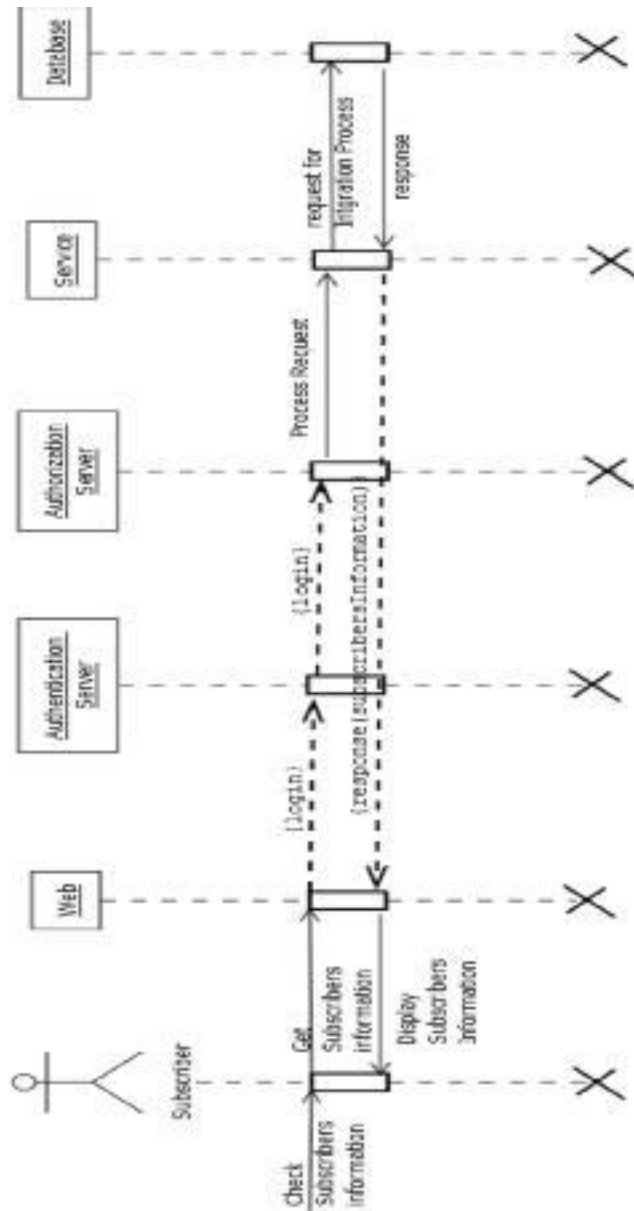 Subscriber
Web
Authentication
Server
Authorization
Server
Service
Database
Check
Subscribers
information
Get
Subscribers
information
{login}
{login}
Process Request
request for
Intgration Process
response
{response(subscribersInformation)}
Display
Subscribers
Information